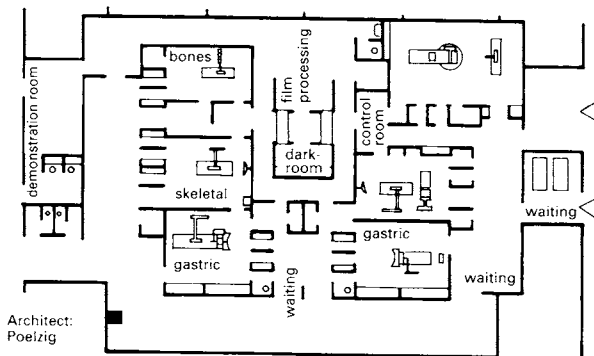 bones
film
processing
demonstration room
control
room
dark-
room
skeletal
waiting
gastric
gastric
waiting
waiting
Architect:
Poelzig